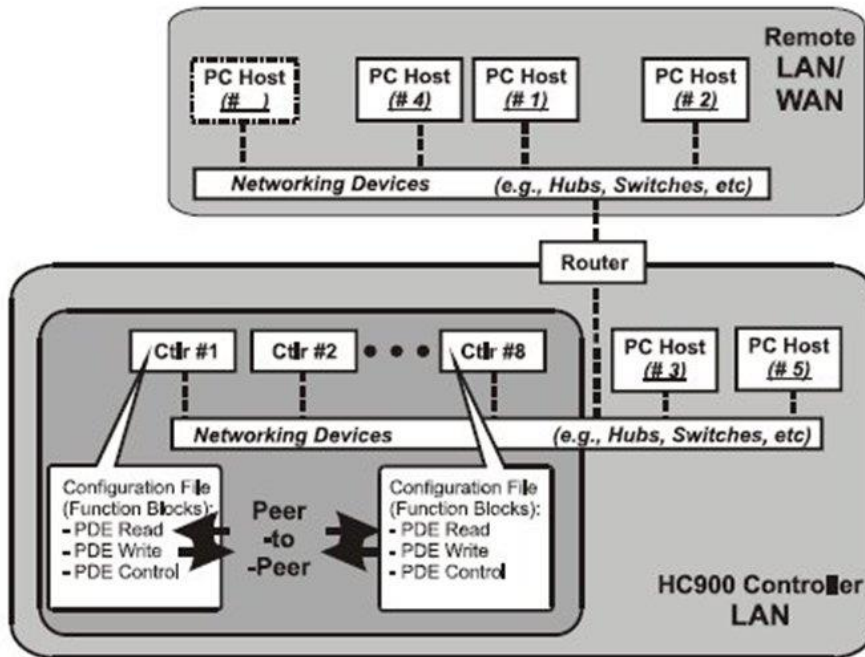 Remote
LAN/
WAN
PC Host
(#    )
PC Host
(# 4)
PC Host
(# 1)
PC Host
(# 2)
Networking Devices (e.g., Hubs, Switches, etc)
Router
Ctlr #1
Ctlr #2
Ctlr #8
PC Host
(# 3)
PC Host
(# 5)
Networking Devices (e.g., Hubs, Switches, etc)
Configuration File
(Function Blocks):
- PDE Read
- PDE Write
- PDE Control
Peer
-to
-Peer
Configuration File
(Function Blocks):
- PDE Read
- PDE Write
- PDE Control
HC900 Controller
LAN